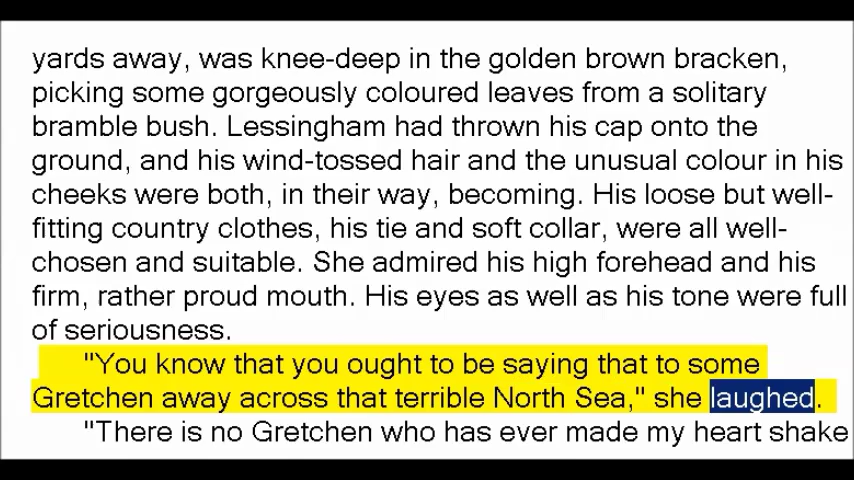 yards away, was knee-deep in the golden brown bracken,
picking some gorgeously coloured leaves from a solitary
bramble bush. Lessingham had thrown his cap onto the
ground, and his wind-tossed hair and the unusual colour in his
cheeks were both, in their way, becoming. His loose but well-
fitting country clothes, his tie and soft collar, were all well-
chosen and suitable. She admired his high forehead and his
firm, rather proud mouth. His eyes as well as his tone were full
of seriousness.
"You know that you ought to be saying that to some
Gretchen away across that terrible North Sea," she laughed.
"There is no Gretchen who has ever made my heart shake